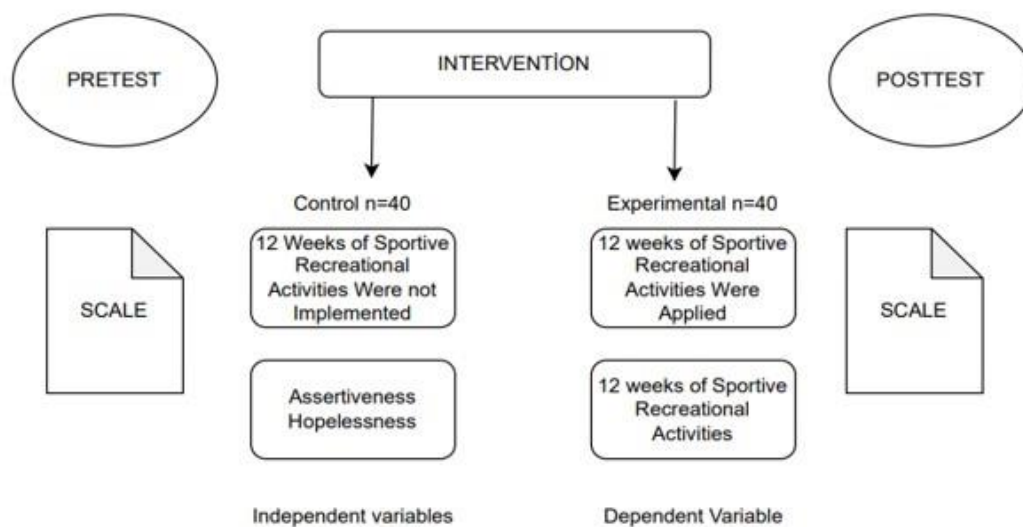 PRETEST
INTERVENTİON
POSTTEST
Control n=40
Experimental n=40
SCALE
12 Weeks of Sportive
Recreational
Activities Were not
Implemented
12 weeks of Sportive
Recreational
Activities Were
Applied
SCALE
Assertiveness
Hopelessness
12 weeks of Sportive
Recreational
Activities
Independent variables
Dependent Variable